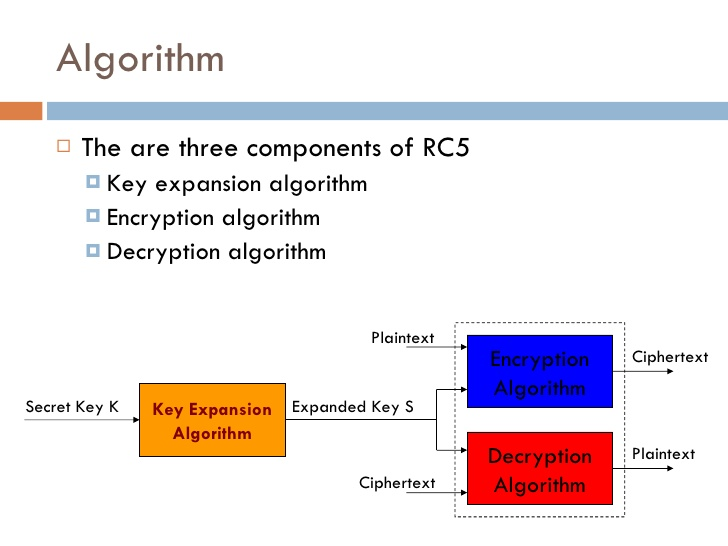 Algorithm
The are three components of RC5
Key expansion algorithm
Encryption algorithm
Decryption algorithm
Plaintext
Encryption
Algorithm
Ciphertext
Secret Key K
Key Expansion
Algorithm
Expanded Key S
Decryption
Algorithm
Plaintext
Ciphertext